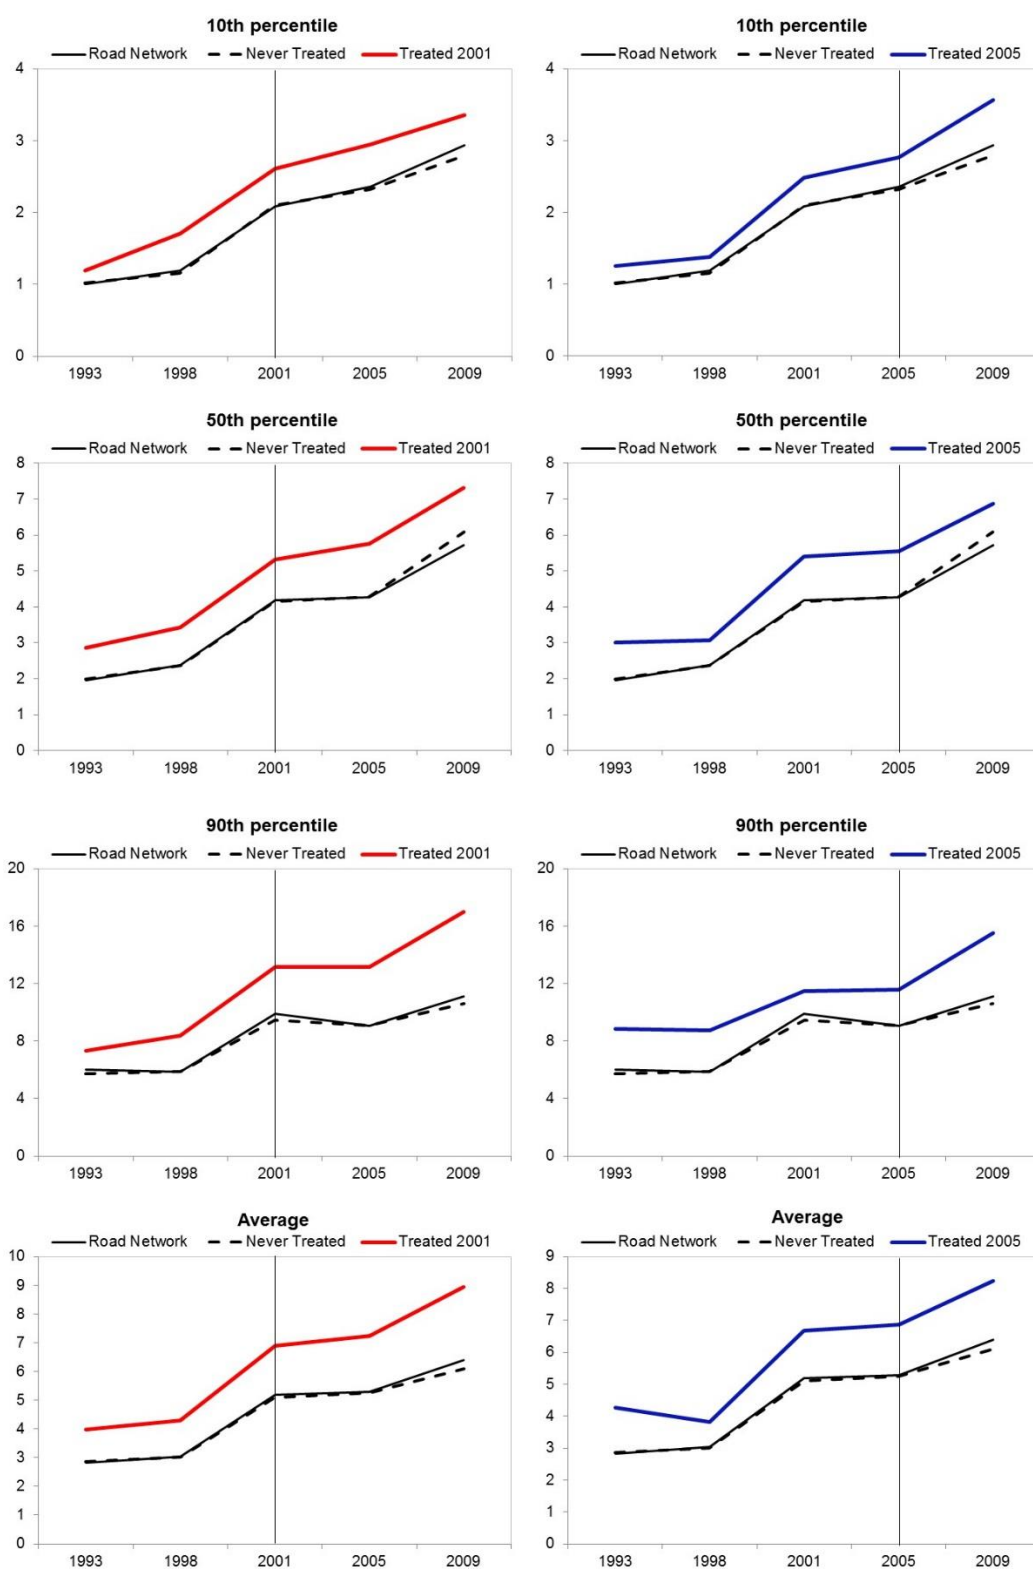 10th percentile
Road Network Never Treated Treated 2001
4
3
2
1
0
1993 1998 2001 2005 2009
10th percentile
Road Network Never Treated Treated 2005
4
3
2
1
0
1993 1998 2001 2005 2009
50th percentile
Road Network Never Treated Treated 2001
8
7
6
5
4
3
2
1
0
1993 1998 2001 2005 2009
50th percentile
Road Network Never Treated Treated 2005
8
7
6
5
4
3
2
1
0
1993 1998 2001 2005 2009
90th percentile
Road Network Never Treated Treated 2001
20
16
12
8
4
0
1993 1998 2001 2005 2009
90th percentile
Road Network Never Treated Treated 2005
20
16
12
8
4
0
1993 1998 2001 2005 2009
Average
Road Network Never Treated Treated 2001
10
9
8
7
6
5
4
3
2
1
0
1993 1998 2001 2005 2009
Average
Road Network Never Treated Treated 2005
9
8
7
6
5
4
3
2
1
0
1993 1998 2001 2005 2009